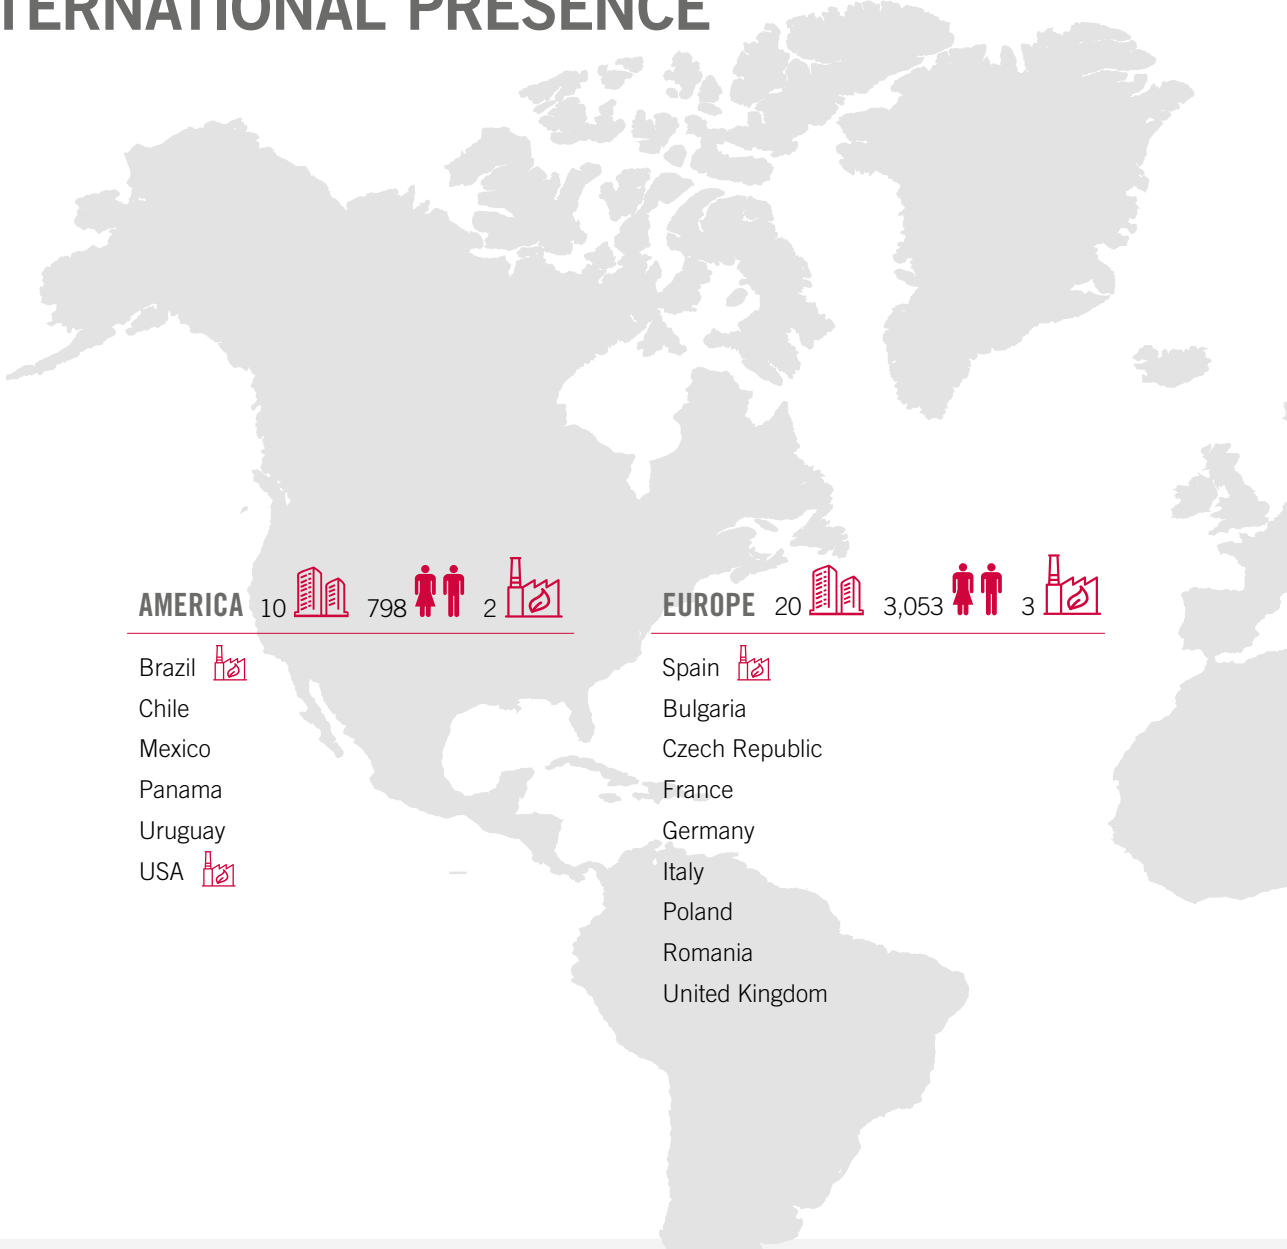 TERNATIONAL PRESENCE
AMERICA 10 798 2
Brazil
Chile
Mexico
Panama
Uruguay
USA
EUROPE 20 3,053 3
Spain
Bulgaria
Czech Republic
France
Germany
Italy
Poland
Romania
United Kingdom